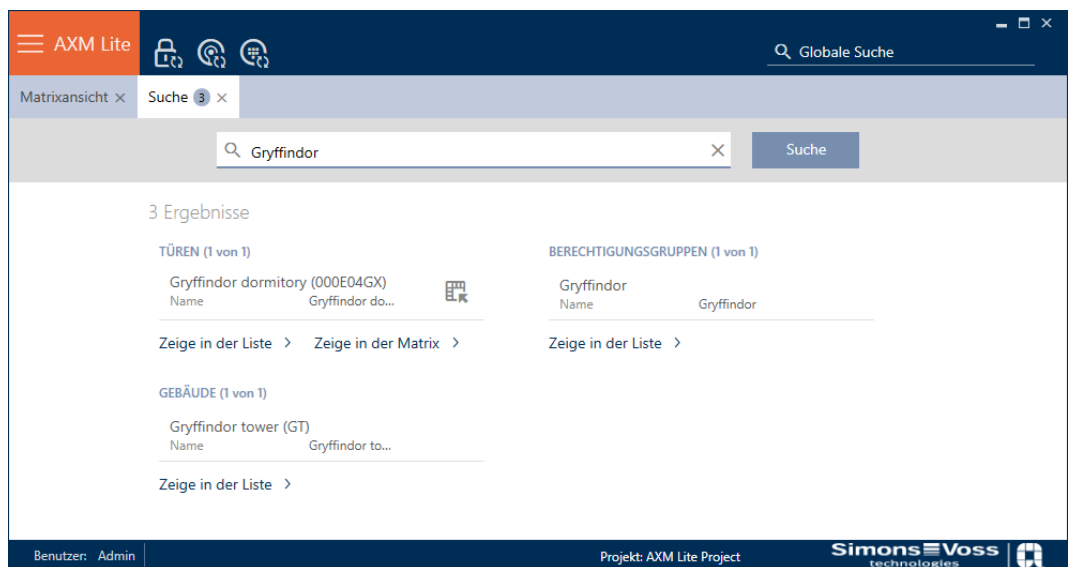 AXM Lite
Globale Suche
Matrixansicht
Suche 3
Gryffindor
Suche
3 Ergebnisse
TÜREN (1 von 1)
Gryffindor dormitory (000E04GX)
Name Gryffindor do...
Zeige in der Liste Zeige in der Matrix
BERECHTIGUNGSGRUPPEN (1 von 1)
Gryffindor
Name Gryffindor
Zeige in der Liste
GEBÄUDE (1 von 1)
Gryffindor tower (GT)
Name Gryffindor to...
Zeige in der Liste
Benutzer: Admin
Projekt: AXM Lite Project
Simons Voss
technologies